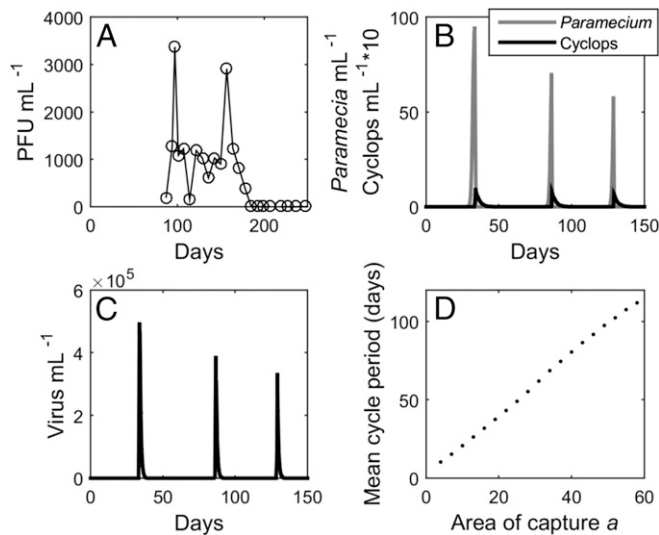 A
PFU mL -1
4000
3000
2000
1000
0
0 100 200
Days
B
Paramecia mL -1
Cyclops mL -1*10
Paramecium
Cyclops
100
50
0
0 50 100 150
Days
C
× 10 5
Virus mL -1
6
4
2
0
0 50 100 150
Days
D
Mean cycle period (days)
100
50
0
0 20 40 60
Area of capture a